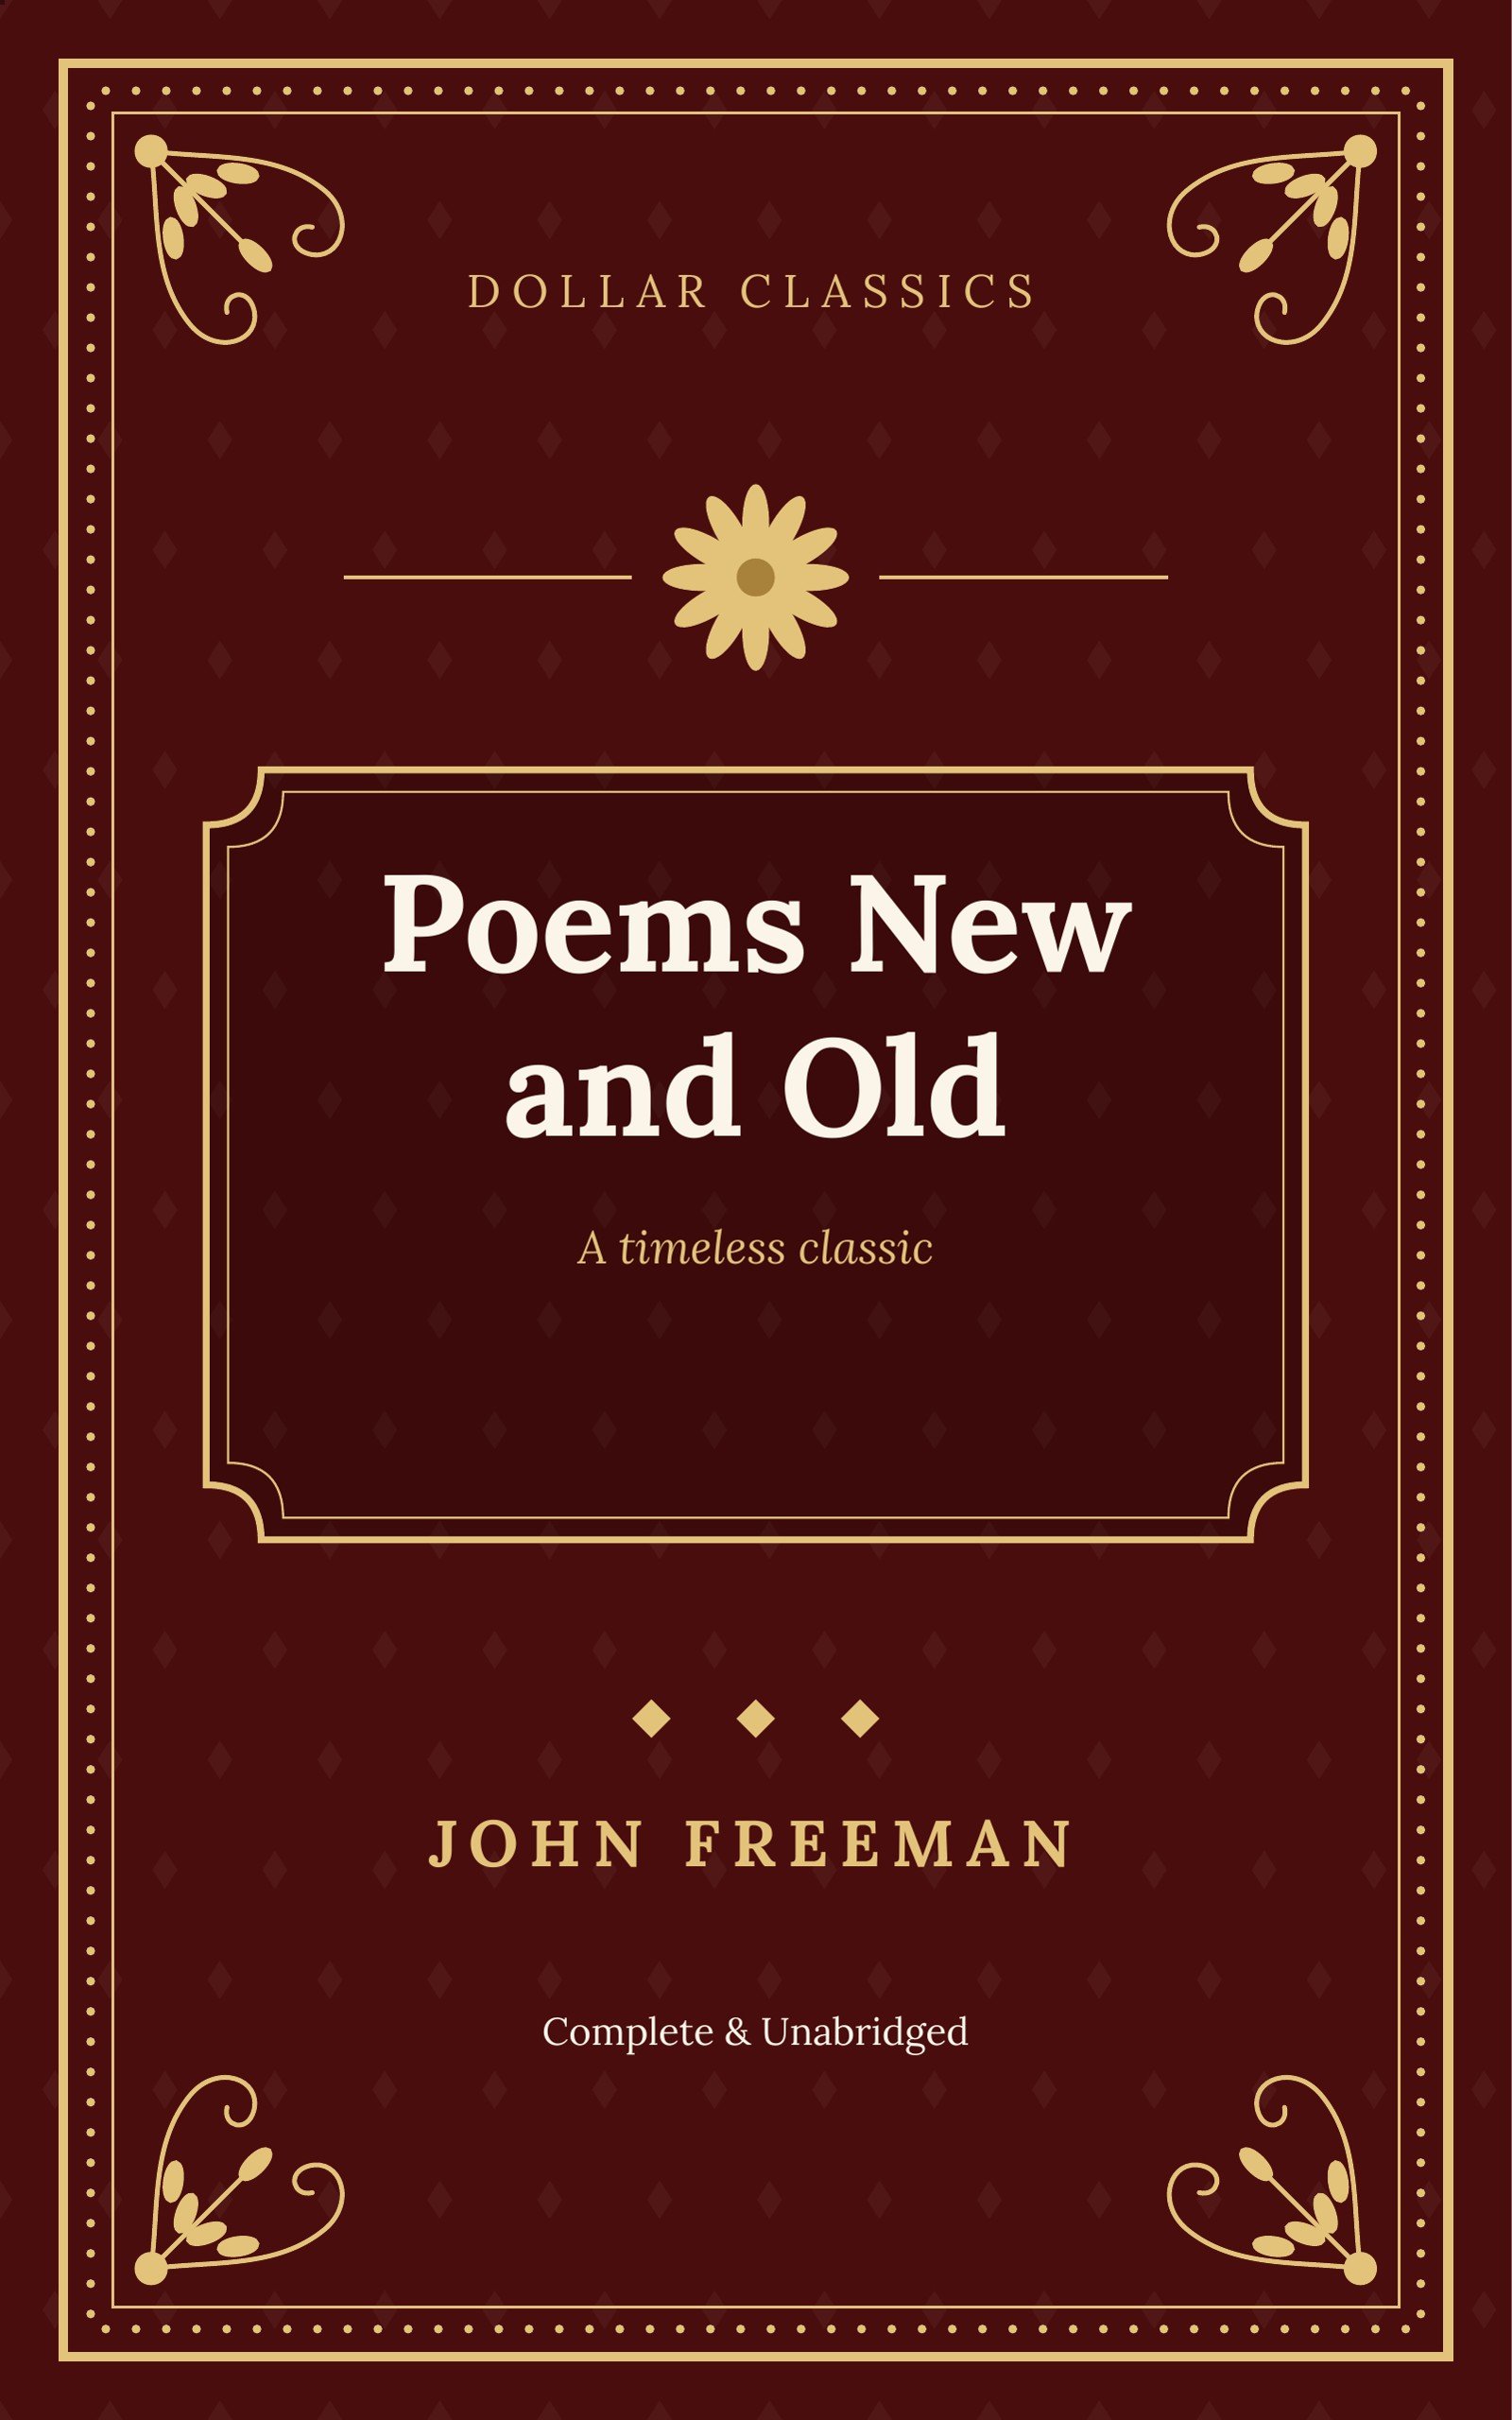 DOLLAR CLASSICS
Poems New
and Old
A timeless classic
JOHN FREEMAN
Complete & Unabridged